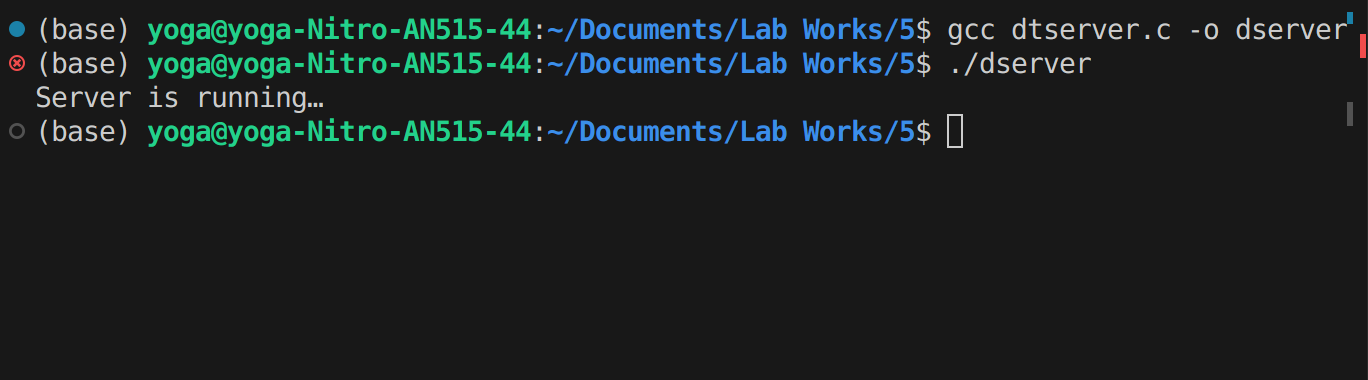 (base) yoga@yoga-Nitro-AN515-44:~/Documents/Lab Works/5$ gcc dtserver.c -o dserver
(base) yoga@yoga-Nitro-AN515-44:~/Documents/Lab Works/5$ ./dserver
Server is running…
(base) yoga@yoga-Nitro-AN515-44:~/Documents/Lab Works/5$